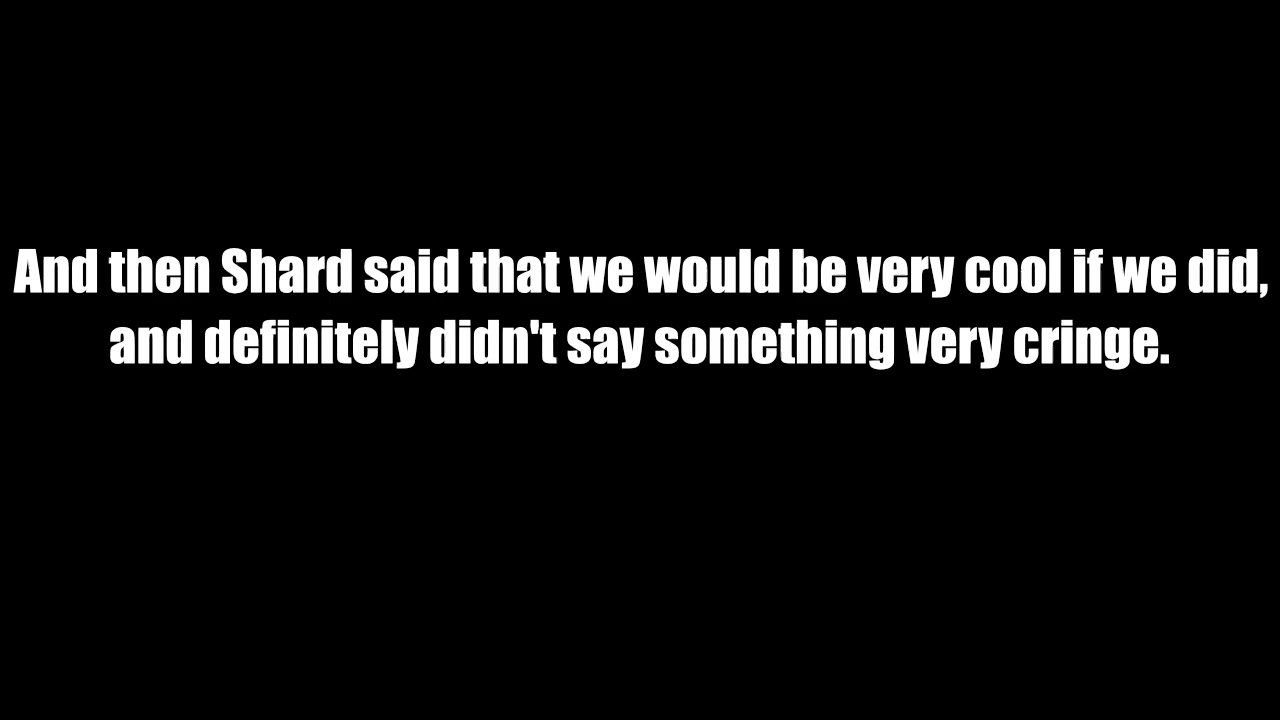 And then Shard said that we would be very cool if we did,
and definitely didn't say something very cringe.